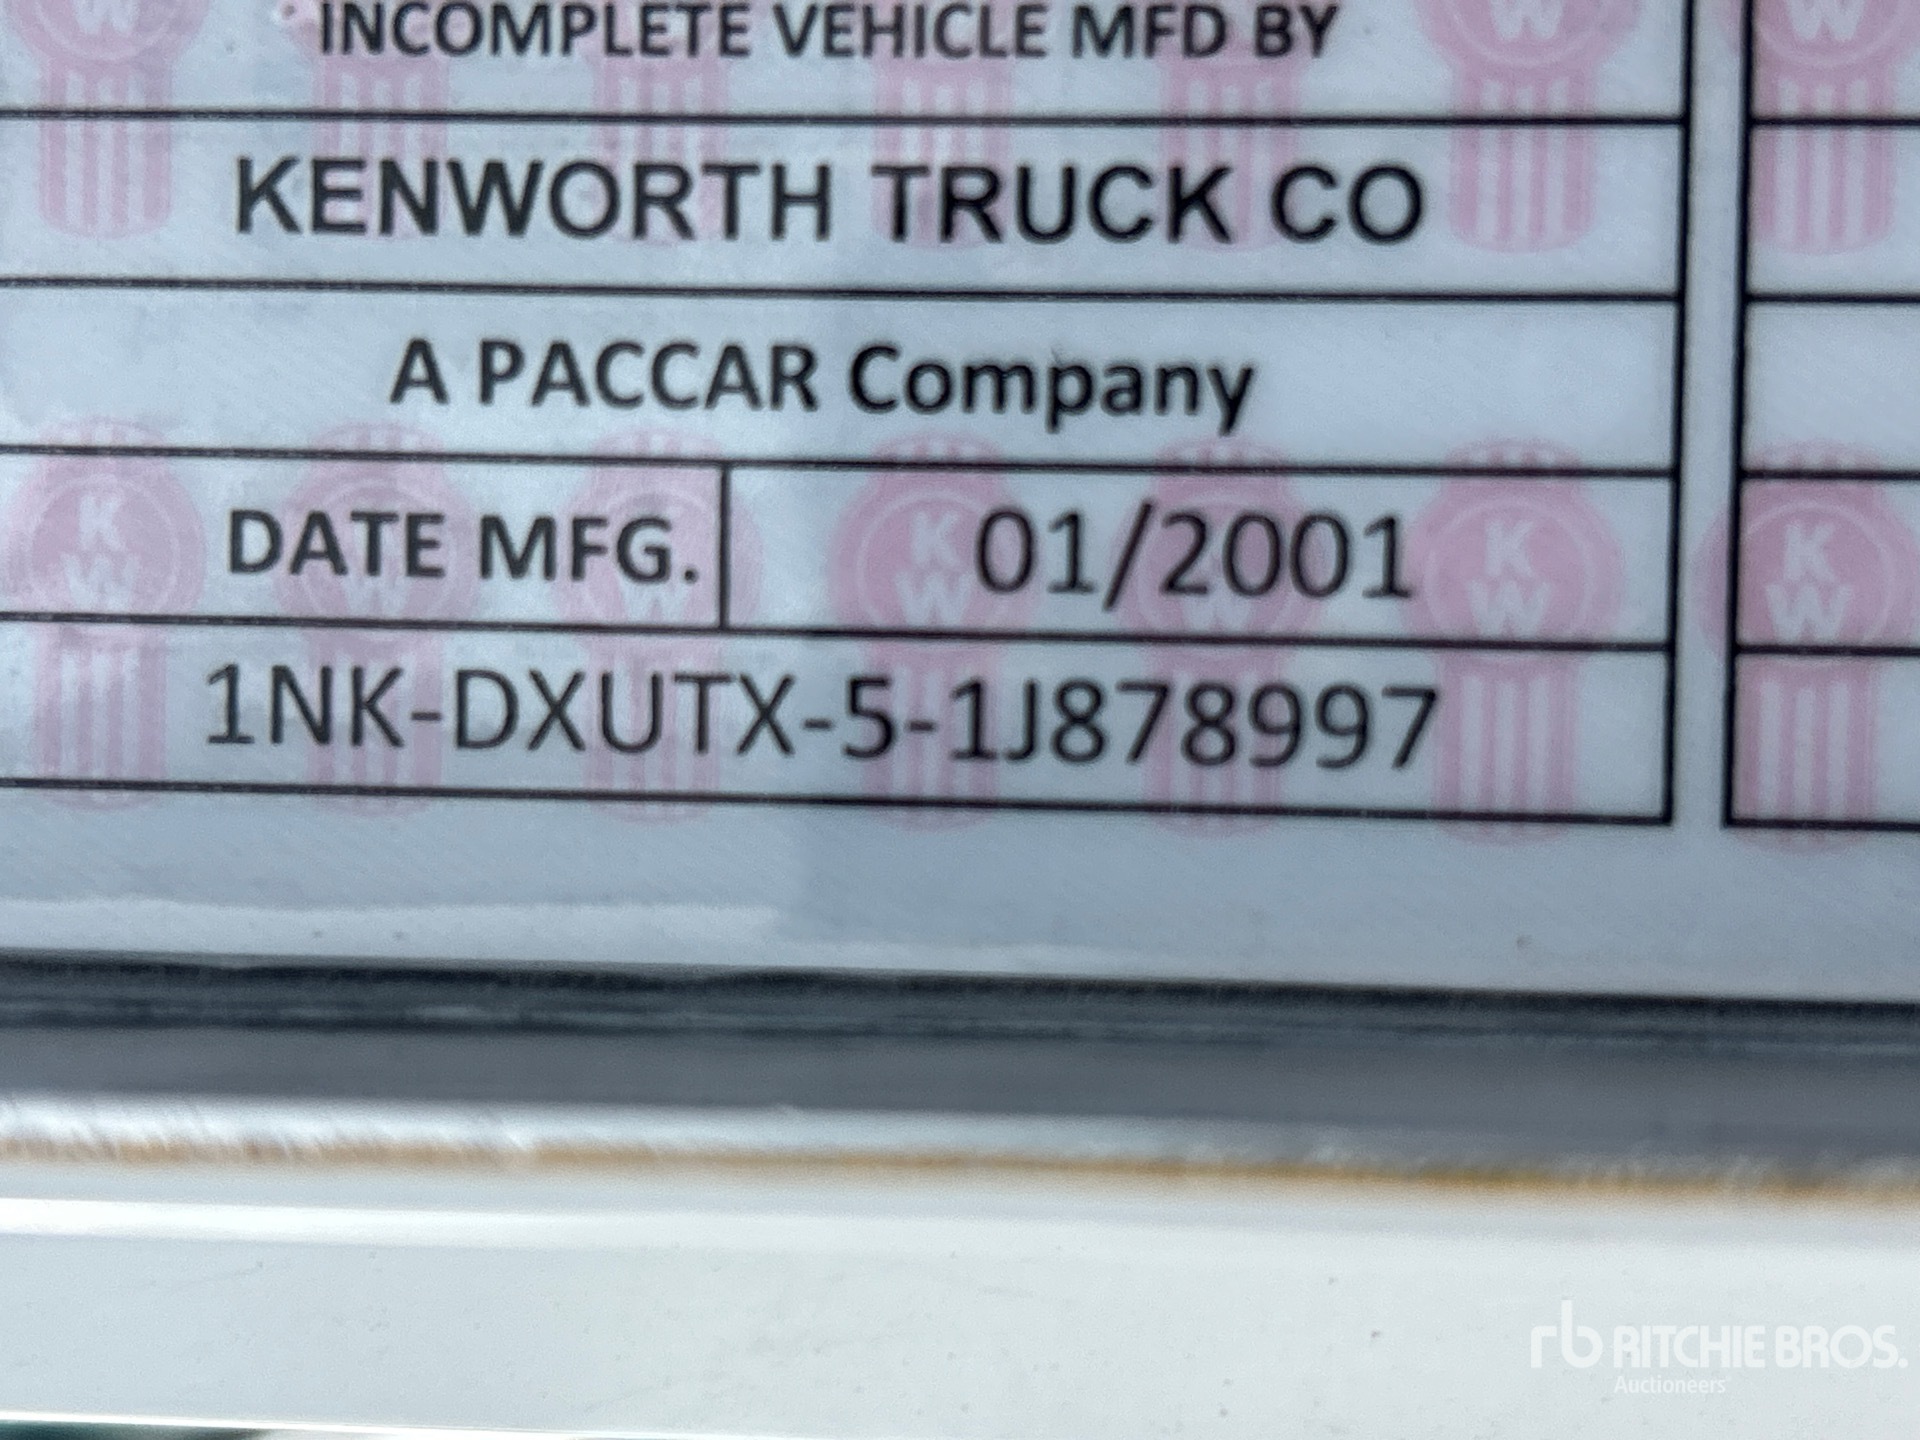 INCOMPLETE VEHICLE MFD BY
KENWORTH TRUCK CO
A PACCAR Company
DATE MFG. 01/2001
1NK-DXUTX-5-1J878997
rb RITCHIE BROS.
Auctioneers